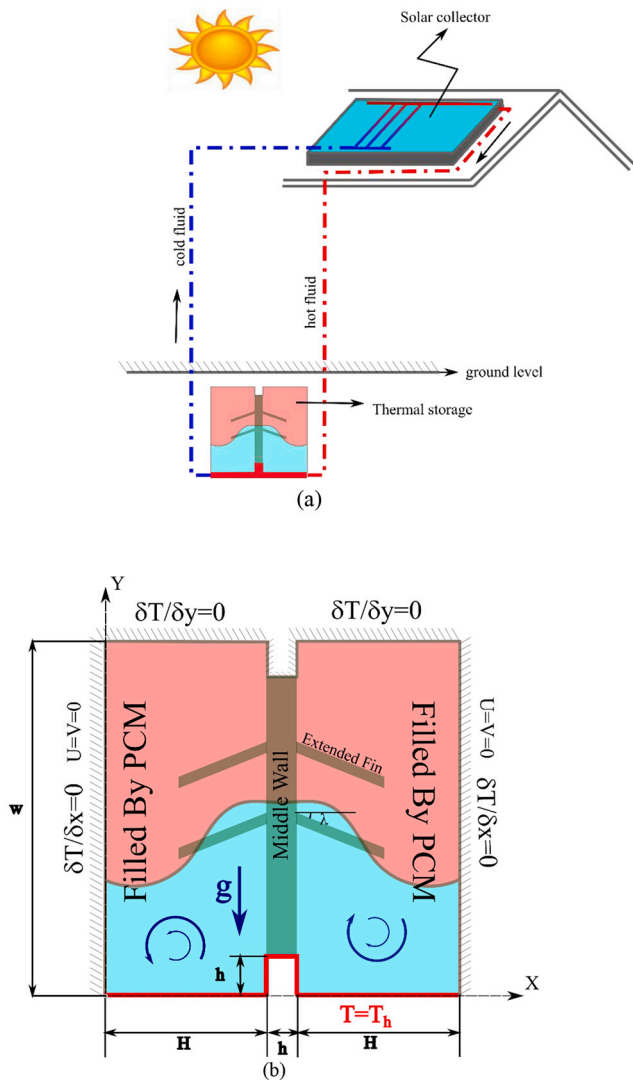 Solar collector
cold fluid
hot fluid
ground level
Thermal storage
(a)
Y
δT/δy=0
δT/δy=0
U=V=0
δT/δx=0
Filled By PCM
Extended Fin
Middle Wall
λ
Filled By PCM
U=V=0
δT/δx=0
w
g
h
X
T=Th
H
h
H
(b)